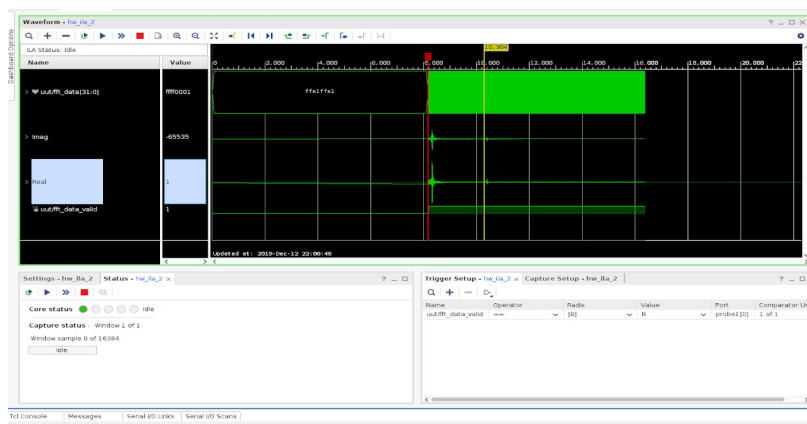 Waveform - hw_ila_2
? _ □ X
Dashboard Options
ILA Status: Idle
10,304
Name Value
0 2,000 4,000 6,000 8,000 10,000 12,000 14,000 16,000 18,000 20,000 22
uut/fft_data[31:0] ffff0001 ffe1ffe1
Imag -65535
Real 1
uut/fft_data_valid 1
Updated at: 2019-Dec-12 22:08:48
Settings - hw_ila_2 Status - hw_ila_2 x ? _ □
Core status Idle
Capture status - Window 1 of 1
Window sample 0 of 16384
Idle
Trigger Setup - hw_ila_2 x Capture Setup - hw_ila_2 ? _ □
Name Operator Radix Value Port Comparator Us
uut/fft_data_valid == [B] R probe1[0] 1 of 1
Tcl Console Messages Serial I/O Links Serial I/O Scans